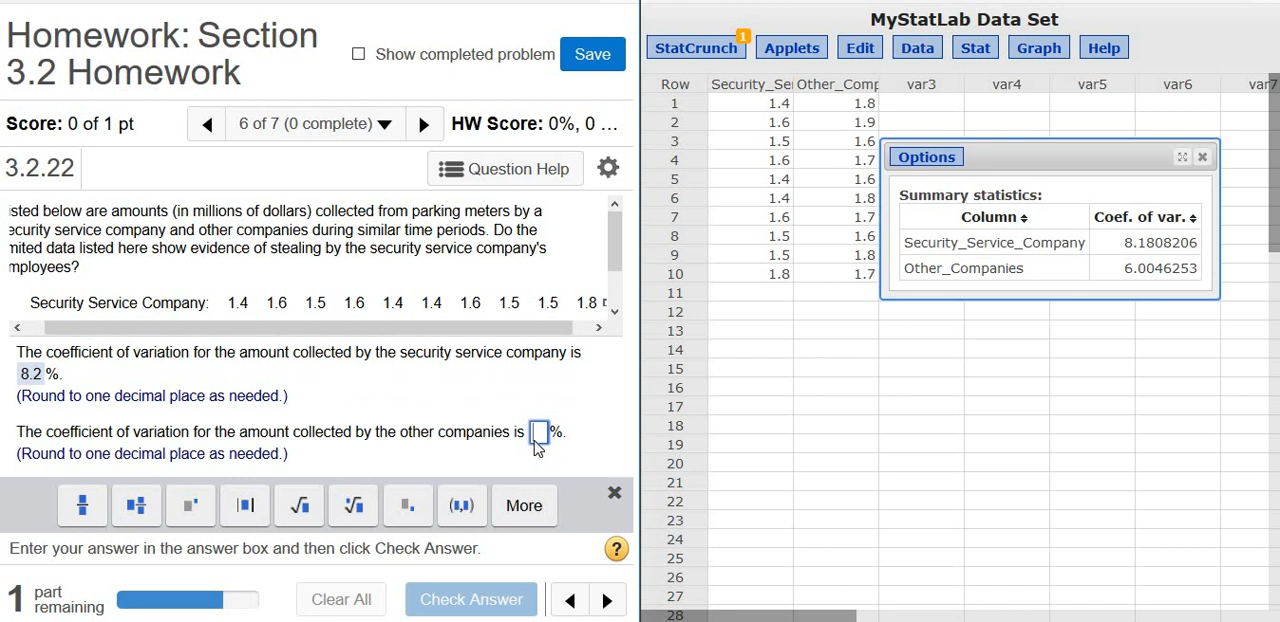 Homework: Section
3.2 Homework
Show completed problem
Save
Score: 0 of 1 pt
6 of 7 (0 complete)
HW Score: 0%, 0 ...
3.2.22
Question Help
isted below are amounts (in millions of dollars) collected from parking meters by a
ecurity service company and other companies during similar time periods. Do the
mited data listed here show evidence of stealing by the security service company's
mployees?
Security Service Company: 1.4 1.6 1.5 1.6 1.4 1.4 1.6 1.5 1.5 1.8
The coefficient of variation for the amount collected by the security service company is
8.2 %.
(Round to one decimal place as needed.)
The coefficient of variation for the amount collected by the other companies is %.
(Round to one decimal place as needed.)
More
Enter your answer in the answer box and then click Check Answer.
?
1 part
remaining
Clear All
Check Answer
MyStatLab Data Set
StatCrunch 1 Applets Edit Data Stat Graph Help
Row Security_Ser Other_Comp var3 var4 var5 var6 var7
1 1.4 1.8
2 1.6 1.9
3 1.5 1.6
4 1.6 1.7
5 1.4 1.6
6 1.4 1.8
7 1.6 1.7
8 1.5 1.6
9 1.5 1.8
10 1.8 1.7
11
12
13
14
15
16
17
18
19
20
21
22
23
24
25
26
27
28
Options
Summary statistics:
Column Coef. of var.
Security_Service_Company 8.1808206
Other_Companies 6.0046253